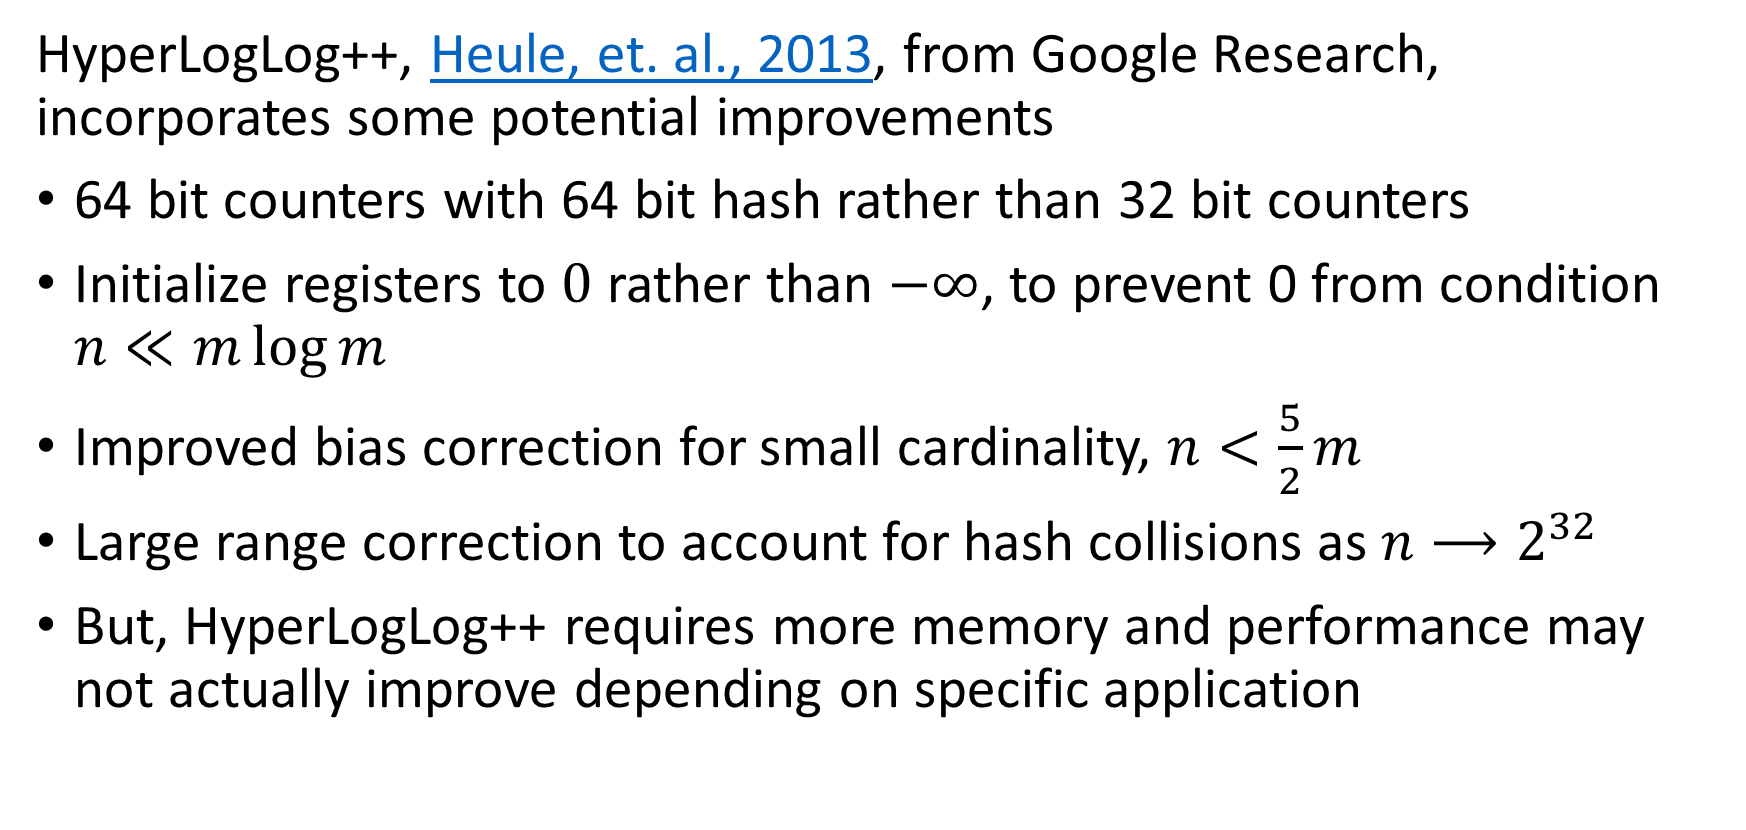 HyperLogLog++, Heule, et. al., 2013, from Google Research,
incorporates some potential improvements
• 64 bit counters with 64 bit hash rather than 32 bit counters
• Initialize registers to 0 rather than −∞, to prevent 0 from condition
n ≪ m log m
• Improved bias correction for small cardinality, n < 5/2 m
• Large range correction to account for hash collisions as n ⟶ 2³²
• But, HyperLogLog++ requires more memory and performance may
not actually improve depending on specific application